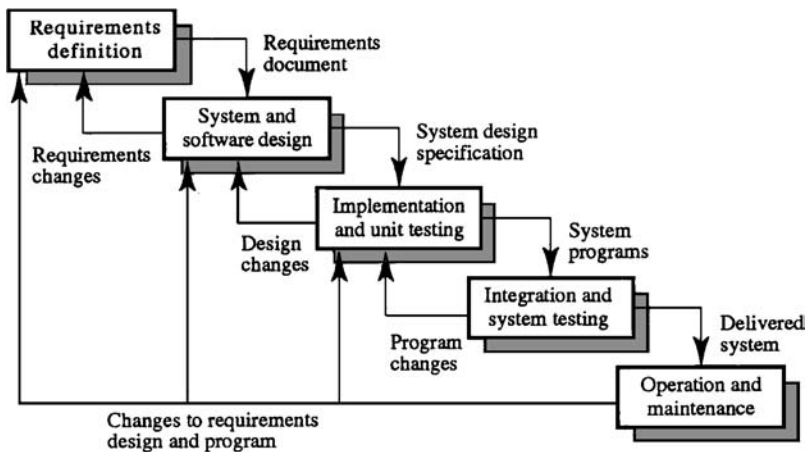 Requirements
definition
Requirements
document
System and
software design
Requirements
changes
System design
specification
Implementation
and unit testing
Design
changes
System
programs
Integration and
system testing
Program
changes
Delivered
system
Operation and
maintenance
Changes to requirements
design and program